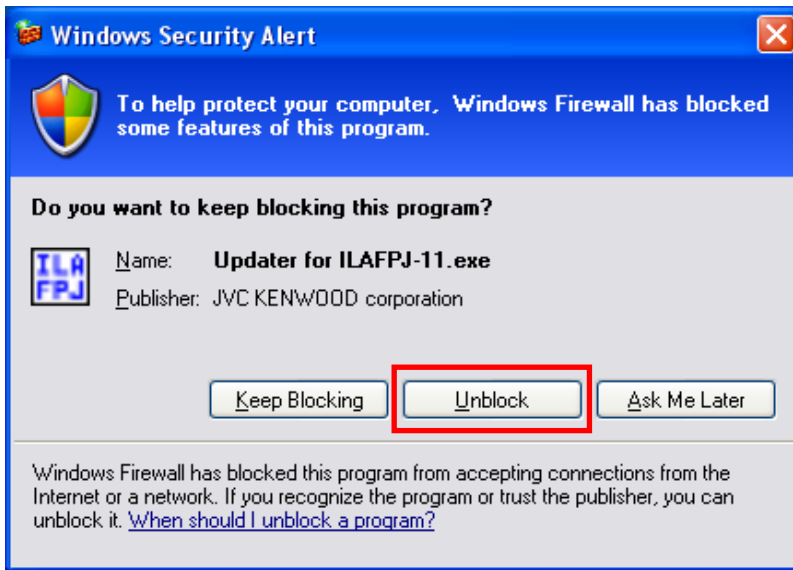 Windows Security Alert
To help protect your computer, Windows Firewall has blocked
some features of this program.
Do you want to keep blocking this program?
ILA
FPJ
Name: Updater for ILAFPJ-11.exe
Publisher: JVC KENWOOD corporation
Keep Blocking Unblock Ask Me Later
Windows Firewall has blocked this program from accepting connections from the
Internet or a network. If you recognize the program or trust the publisher, you can
unblock it. When should I unblock a program?